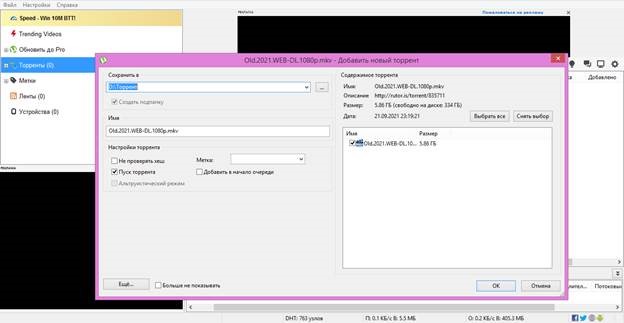 Файл Настройки Справка
Speed - Win 10M BTT!
Trending Videos
Обновить до Pro
Торренты (0)
Метки
Ленты (0)
Устройства (0)
Пожаловаться на рекламу
Добавлено
Old.2021.WEB-DL.1080p.mkv - Добавить новый торрент
Сохранить в
D:\Торрент
...
Создать подпапку
Имя
Old.2021.WEB-DL.1080p.mkv
Настройки торрента
Не проверять хеш
Метка:
Пуск торрента
Добавить в начало очереди
Альтруистический режим
Содержимое торрента
Имя: Old.2021.WEB-DL.1080p.mkv
Описание http://rutor.is/torrent/835711
Размер: 5.86 ГБ (свободно на диске: 334 ГБ)
Дата: 21.09.2021 23:19:21
Выбрать все
Снять выбор
Имя Размер
Old.2021.WEB-DL.10... 5.86 ГБ
Ещё...
Больше не показывать
OK
Отмена
DHT: 763 узлов
П: 0.1 КБ/с В: 5.5 МБ
О: 0.2 КБ/с В: 405.3 МБ